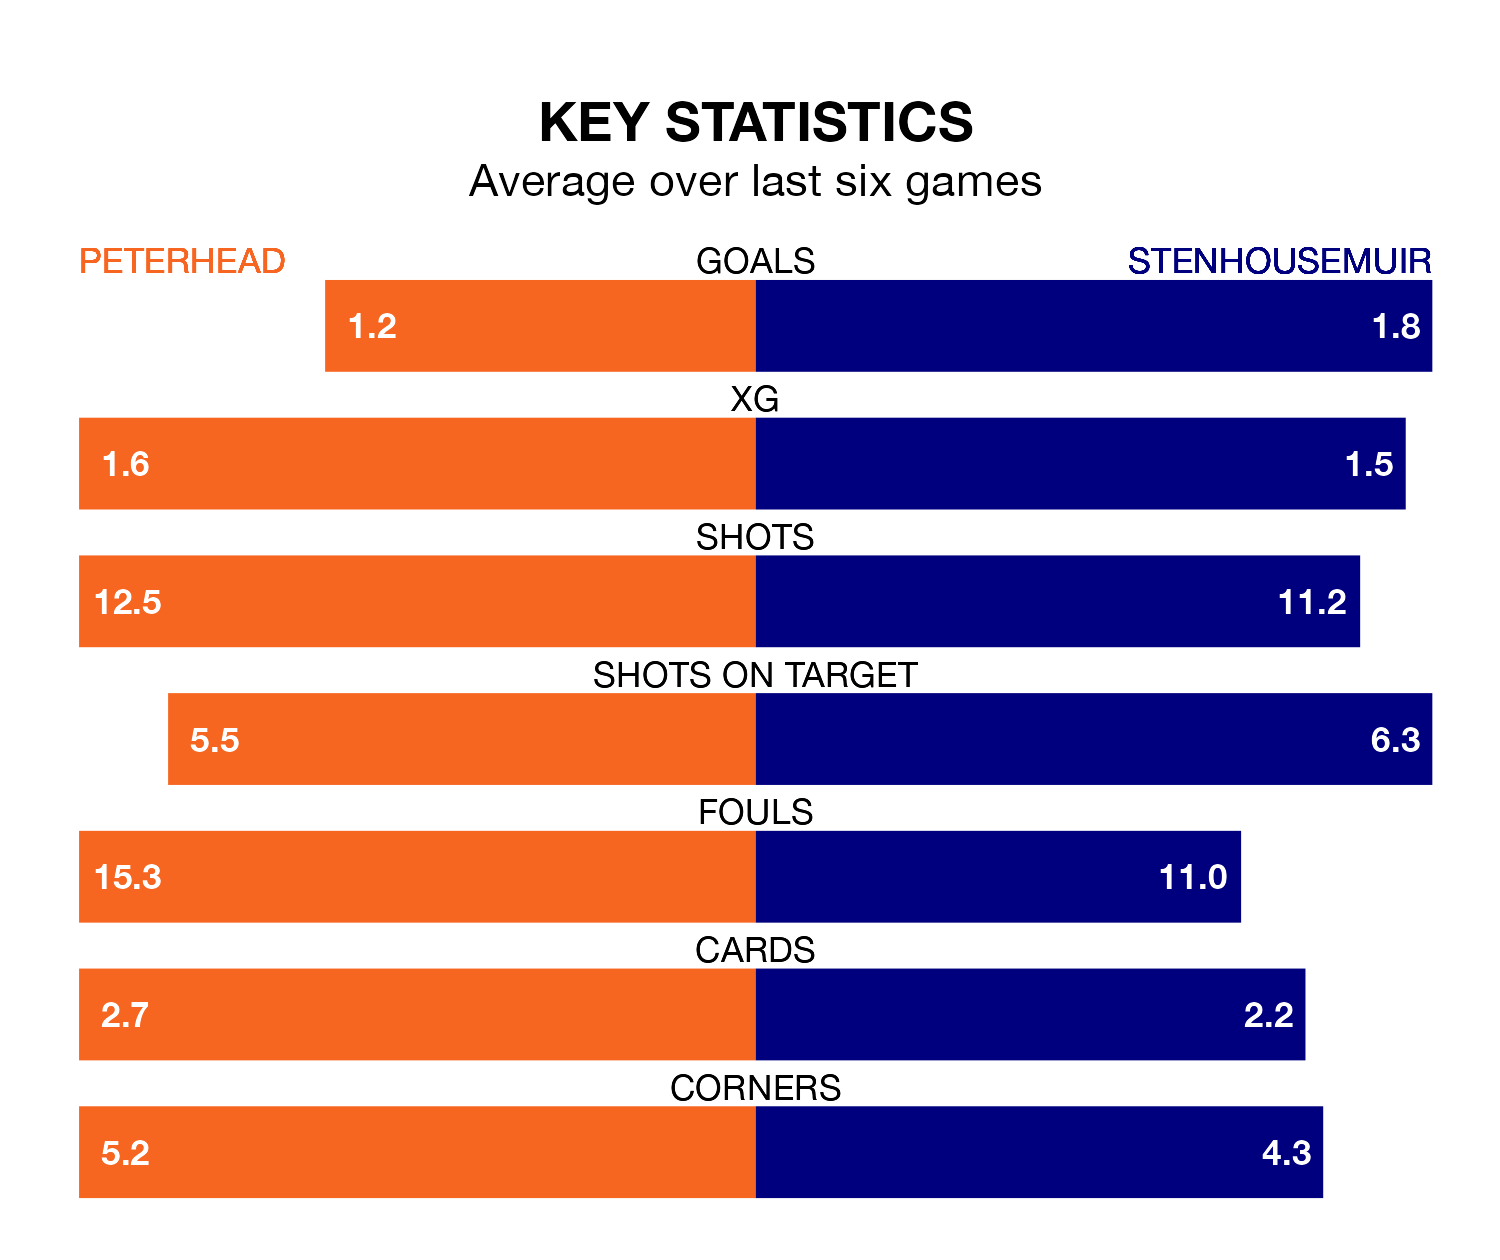 KEY STATISTICS
Average over last six games
PETERHEAD GOALS STENHOUSEMUIR
1.2 1.8
XG
1.6 1.5
SHOTS
12.5 11.2
SHOTS ON TARGET
5.5 6.3
FOULS
15.3 11.0
CARDS
2.7 2.2
CORNERS
5.2 4.3